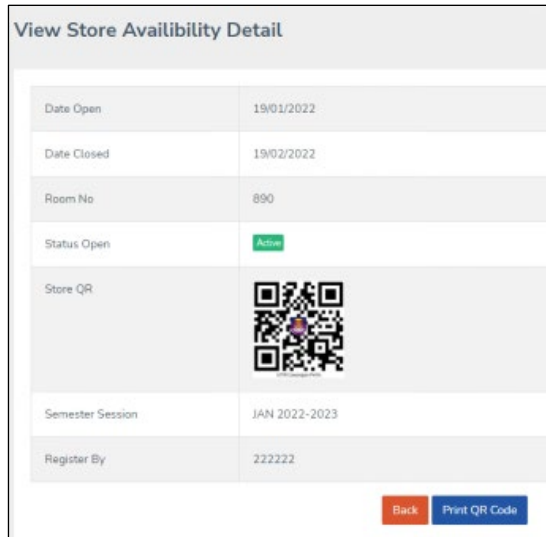 View Store Availibility Detail
Date Open 19/01/2022
Date Closed 19/02/2022
Room No 890
Status Open Active
Store QR
Semester Session JAN 2022-2023
Register By 222222
Back Print QR Code